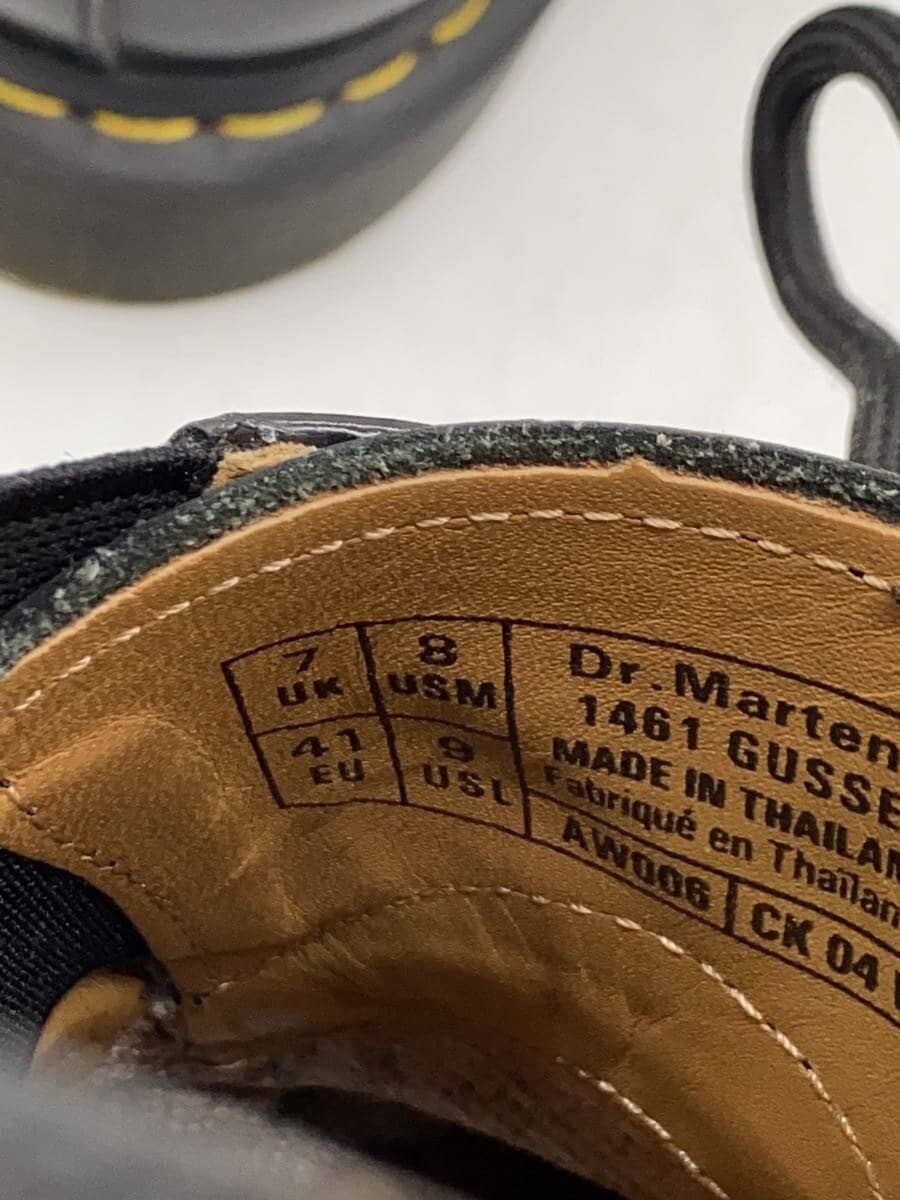 7
UK
8
USM
41
EU
9
USL
Dr. Marten
1461 GUSSE
MADE IN THAILAN
Fabriqué en Thaïlan
AW006
CK 04